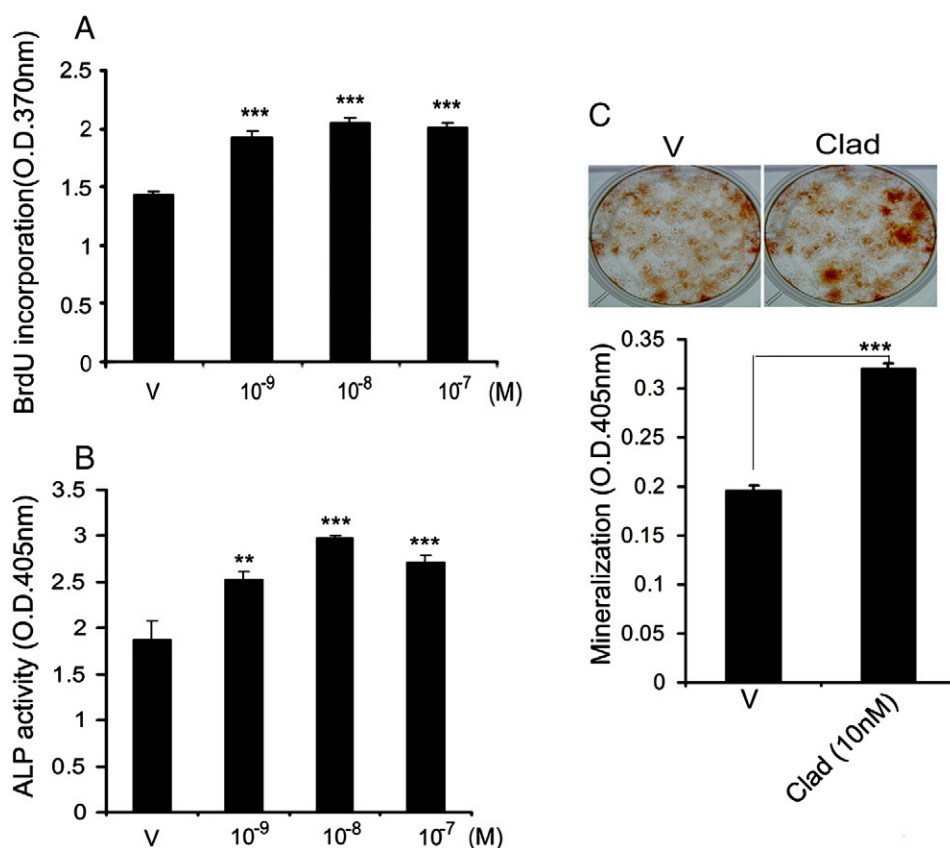 A
BrdU incorporation(O.D.370nm)
2.5
2
1.5
1
0.5
0
***
***
***
V 10⁻⁹ 10⁻⁸ 10⁻⁷ (M)
B
ALP activity (O.D.405nm)
3.5
3
2.5
2
1.5
1
0.5
0
**
***
***
V 10⁻⁹ 10⁻⁸ 10⁻⁷ (M)
C
V Clad
Mineralization (O.D.405nm)
0.35
0.3
0.25
0.2
0.15
0.1
0.05
0
***
V
Clad (10nM)